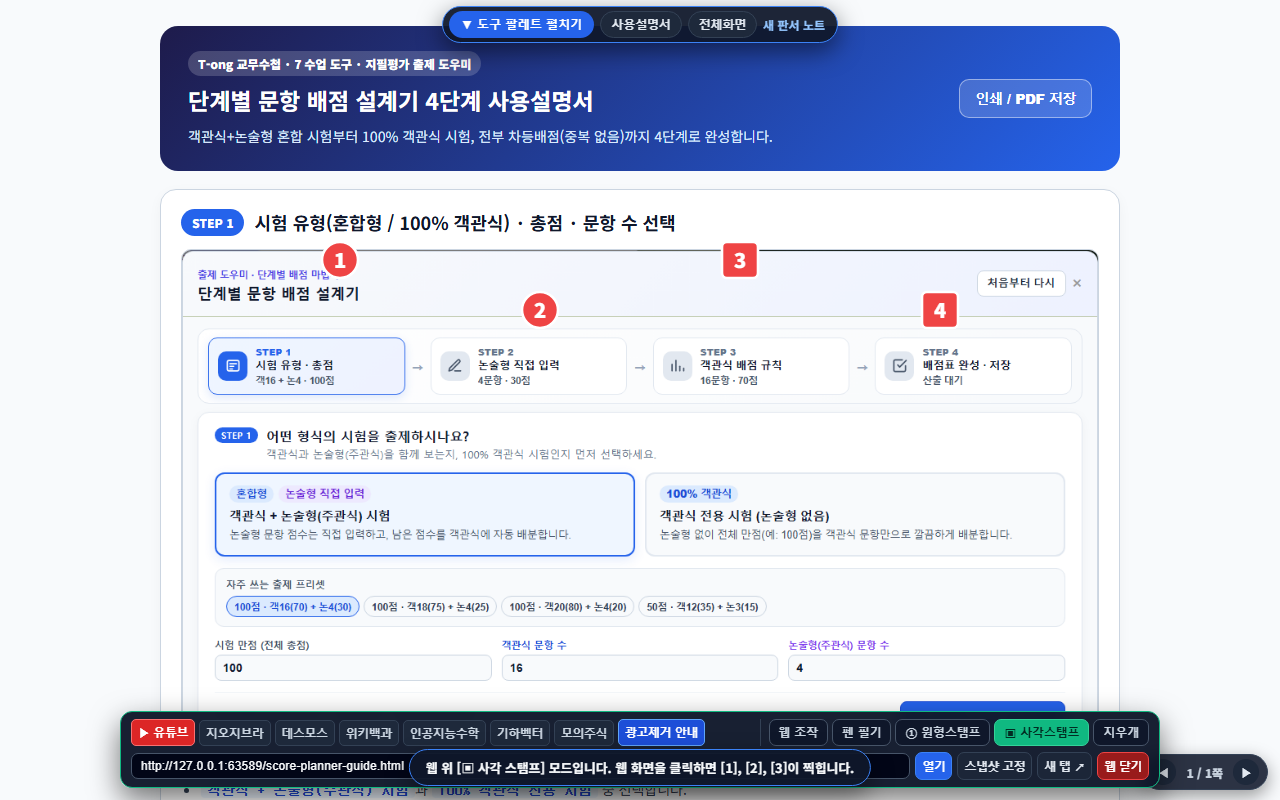 ▼ 도구 팔레트 펼치기 사용설명서 전체화면 새 판서 노트
T-ong 교무수첩 · 7 수업 도구 · 지필평가 출제 도우미
단계별 문항 배점 설계기 4단계 사용설명서
인쇄 / PDF 저장
객관식+논술형 혼합 시험부터 100% 객관식 시험, 전부 차등배점(중복 없음)까지 4단계로 완성합니다.
STEP 1 시험 유형(혼합형 / 100% 객관식) · 총점 · 문항 수 선택
1
3
출제 도우미 · 단계별 배점 마법
단계별 문항 배점 설계기
처음부터 다시 ×
2
4
STEP 1
시험 유형 · 총점
객16 + 논4 · 100점
→
STEP 2
논술형 직접 입력
4문항 · 30점
→
STEP 3
객관식 배점 규칙
16문항 · 70점
→
STEP 4
배점표 완성 · 저장
산출 대기
STEP 1 어떤 형식의 시험을 출제하시나요?
객관식과 논술형(주관식)을 함께 보는지, 100% 객관식 시험인지 먼저 선택하세요.
혼합형 논술형 직접 입력
객관식 + 논술형(주관식) 시험
논술형 문항 점수는 직접 입력하고, 남은 점수를 객관식에 자동 배분합니다.
100% 객관식
객관식 전용 시험 (논술형 없음)
논술형 없이 전체 만점(예: 100점)을 객관식 문항만으로 깔끔하게 배분합니다.
자주 쓰는 출제 프리셋
100점 · 객16(70) + 논4(30) 100점 · 객18(75) + 논4(25) 100점 · 객20(80) + 논4(20) 50점 · 객12(35) + 논3(15)
시험 만점 (전체 총점) 객관식 문항 수 논술형(주관식) 문항 수
100 16 4
▶ 유튜브 지오지브라 데스모스 위키백과 인공지능수학 기하벡터 모의주식 광고제거 안내 웹 조작 펜 필기 ① 원형스탬프 ▣ 사각스탬프 지우개
http://127.0.0.1:63589/score-planner-guide.html 열기 스냅샷 고정 새 탭 ↗ 웹 닫기
웹 위 [▣ 사각 스탬프] 모드입니다. 웹 화면을 클릭하면 [1], [2], [3]이 찍힙니다.
◀ 1 / 1쪽 ▶
객관식 + 논술형(주관식) 시험 과 100% 객관식 전용 시험 중 선택합니다.